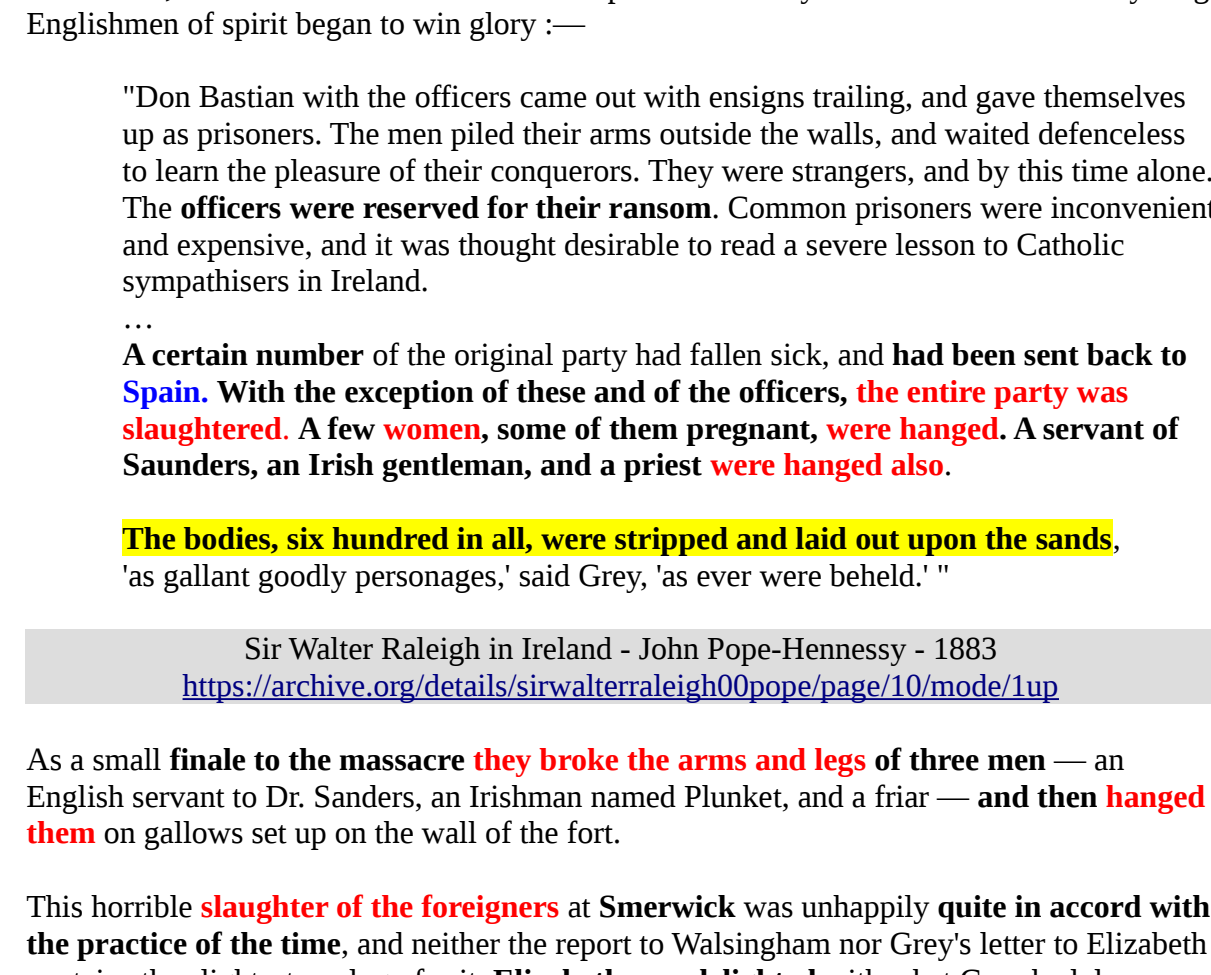 Englishmen of spirit began to win glory :—
"Don Bastian with the officers came out with ensigns trailing, and gave themselves
up as prisoners. The men piled their arms outside the walls, and waited defenceless
to learn the pleasure of their conquerors. They were strangers, and by this time alone.
The officers were reserved for their ransom. Common prisoners were inconvenient
and expensive, and it was thought desirable to read a severe lesson to Catholic
sympathisers in Ireland.
…
A certain number of the original party had fallen sick, and had been sent back to
Spain. With the exception of these and of the officers, the entire party was
slaughtered. A few women, some of them pregnant, were hanged. A servant of
Saunders, an Irish gentleman, and a priest were hanged also.
The bodies, six hundred in all, were stripped and laid out upon the sands,
'as gallant goodly personages,' said Grey, 'as ever were beheld.' "
Sir Walter Raleigh in Ireland - John Pope-Hennessy - 1883
https://archive.org/details/sirwalterraleigh00pope/page/10/mode/1up
As a small finale to the massacre they broke the arms and legs of three men — an
English servant to Dr. Sanders, an Irishman named Plunket, and a friar — and then hanged
them on gallows set up on the wall of the fort.
This horrible slaughter of the foreigners at Smerwick was unhappily quite in accord with
the practice of the time, and neither the report to Walsingham nor Grey's letter to Elizabeth